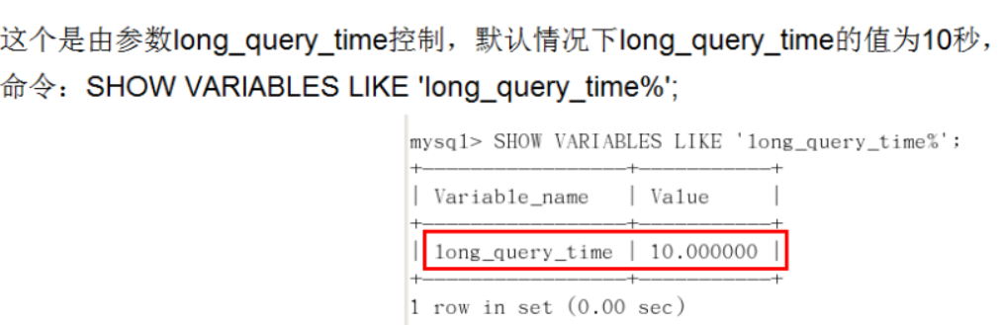 这个是由参数long_query_time控制，默认情况下long_query_time的值为10秒，
命令：SHOW VARIABLES LIKE 'long_query_time%';
mysql> SHOW VARIABLES LIKE 'long_query_time%';
+-----------------+-----------+
| Variable_name   | Value     |
+-----------------+-----------+
| long_query_time | 10.000000 |
+-----------------+-----------+
1 row in set (0.00 sec)